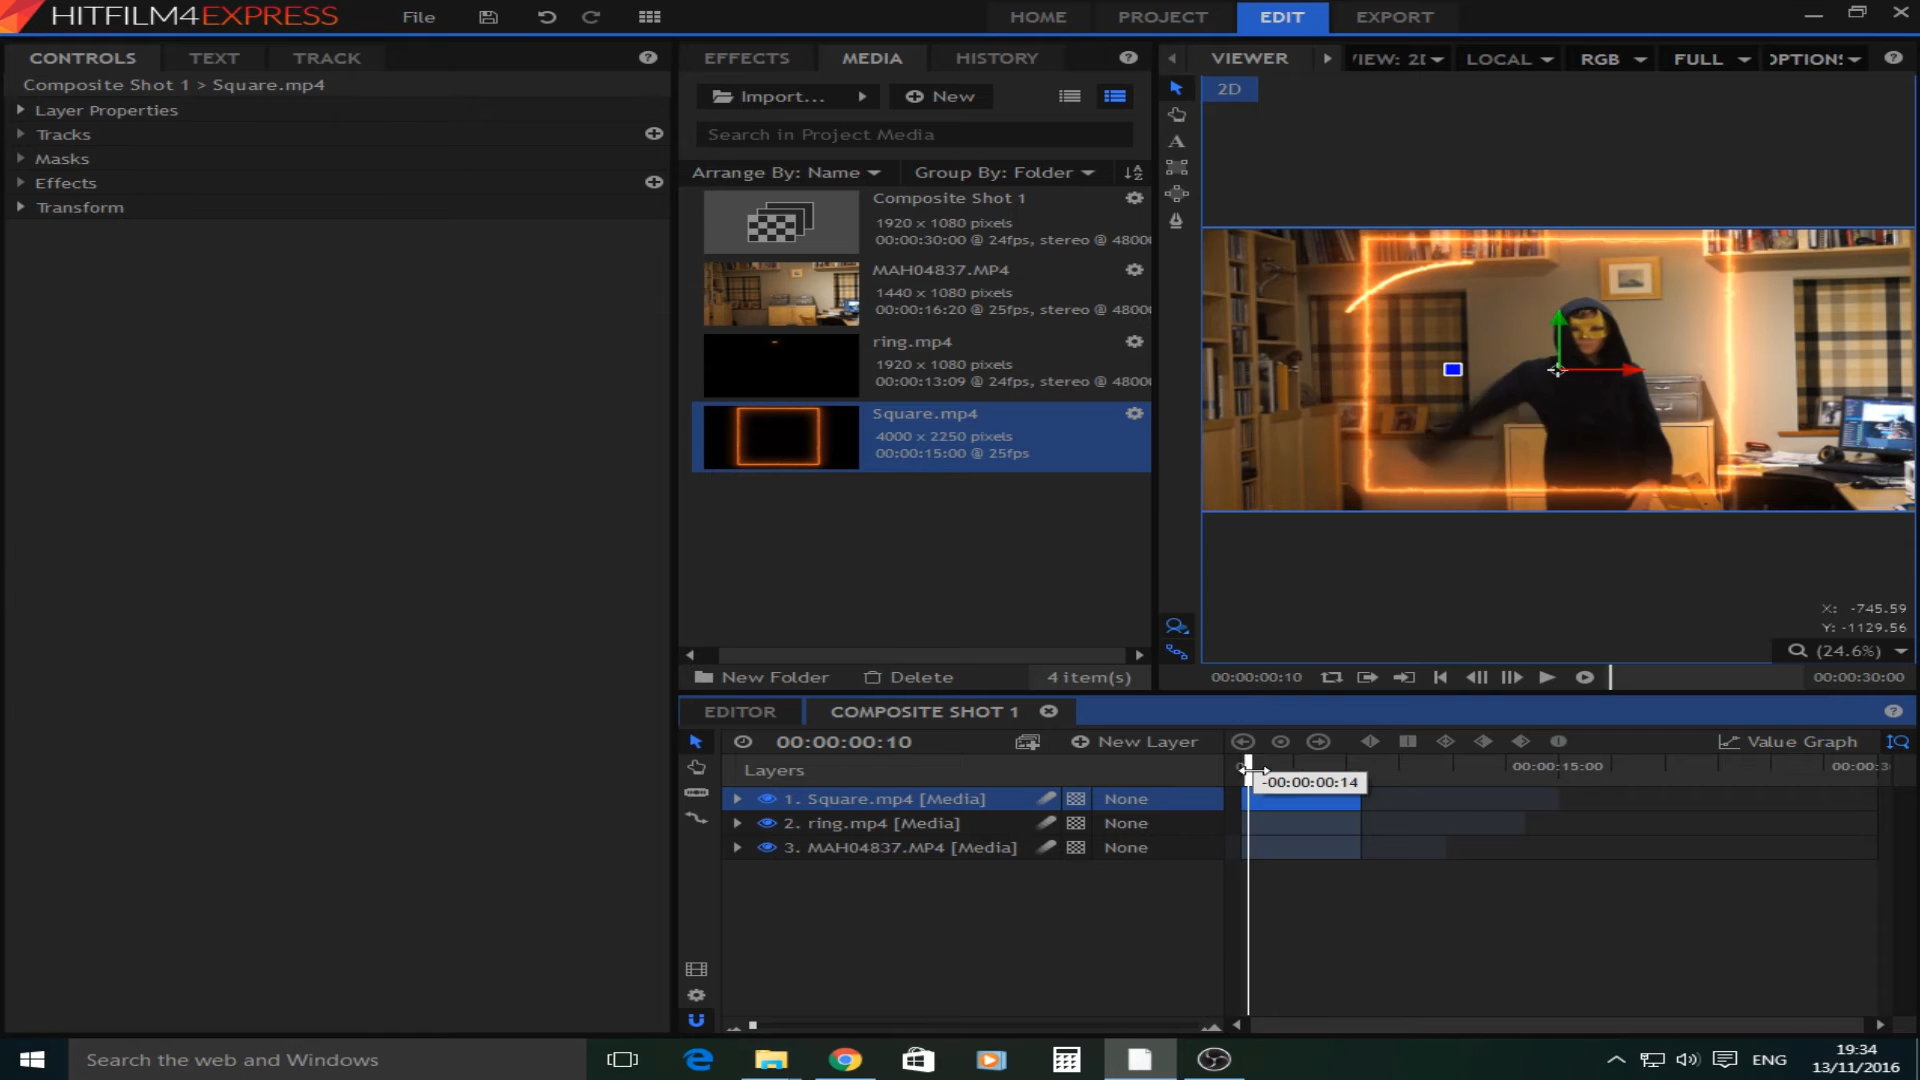 HITFILM4EXPRESS
File
HOME
PROJECT
EDIT
EXPORT
CONTROLS
TEXT
TRACK
Composite Shot 1 > Square.mp4
Layer Properties
Tracks
Masks
Effects
Transform
EFFECTS
MEDIA
HISTORY
Import...
New
Search in Project Media
Arrange By: Name
Group By: Folder
Composite Shot 1
1920 x 1080 pixels
00:00:30:00 @ 24fps, stereo @ 4800
MAH04837.MP4
1440 x 1080 pixels
00:00:16:20 @ 25fps, stereo @ 4800
ring.mp4
1920 x 1080 pixels
00:00:13:09 @ 24fps, stereo @ 4800
Square.mp4
4000 x 2250 pixels
00:00:15:00 @ 25fps
New Folder
Delete
4 item(s)
VIEWER
LOCAL
RGB
FULL
2D
A
X: -745.59
Y: -1129.56
(24.6%)
00:00:00:10
00:00:30:00
EDITOR
COMPOSITE SHOT 1
00:00:00:10
New Layer
Value Graph
Layers
00:00:15:00
00:00:3
-00:00:00:14
1. Square.mp4 [Media]
None
2. ring.mp4 [Media]
None
3. MAH04837.MP4 [Media]
None
Search the web and Windows
ENG
19:34
13/11/2016